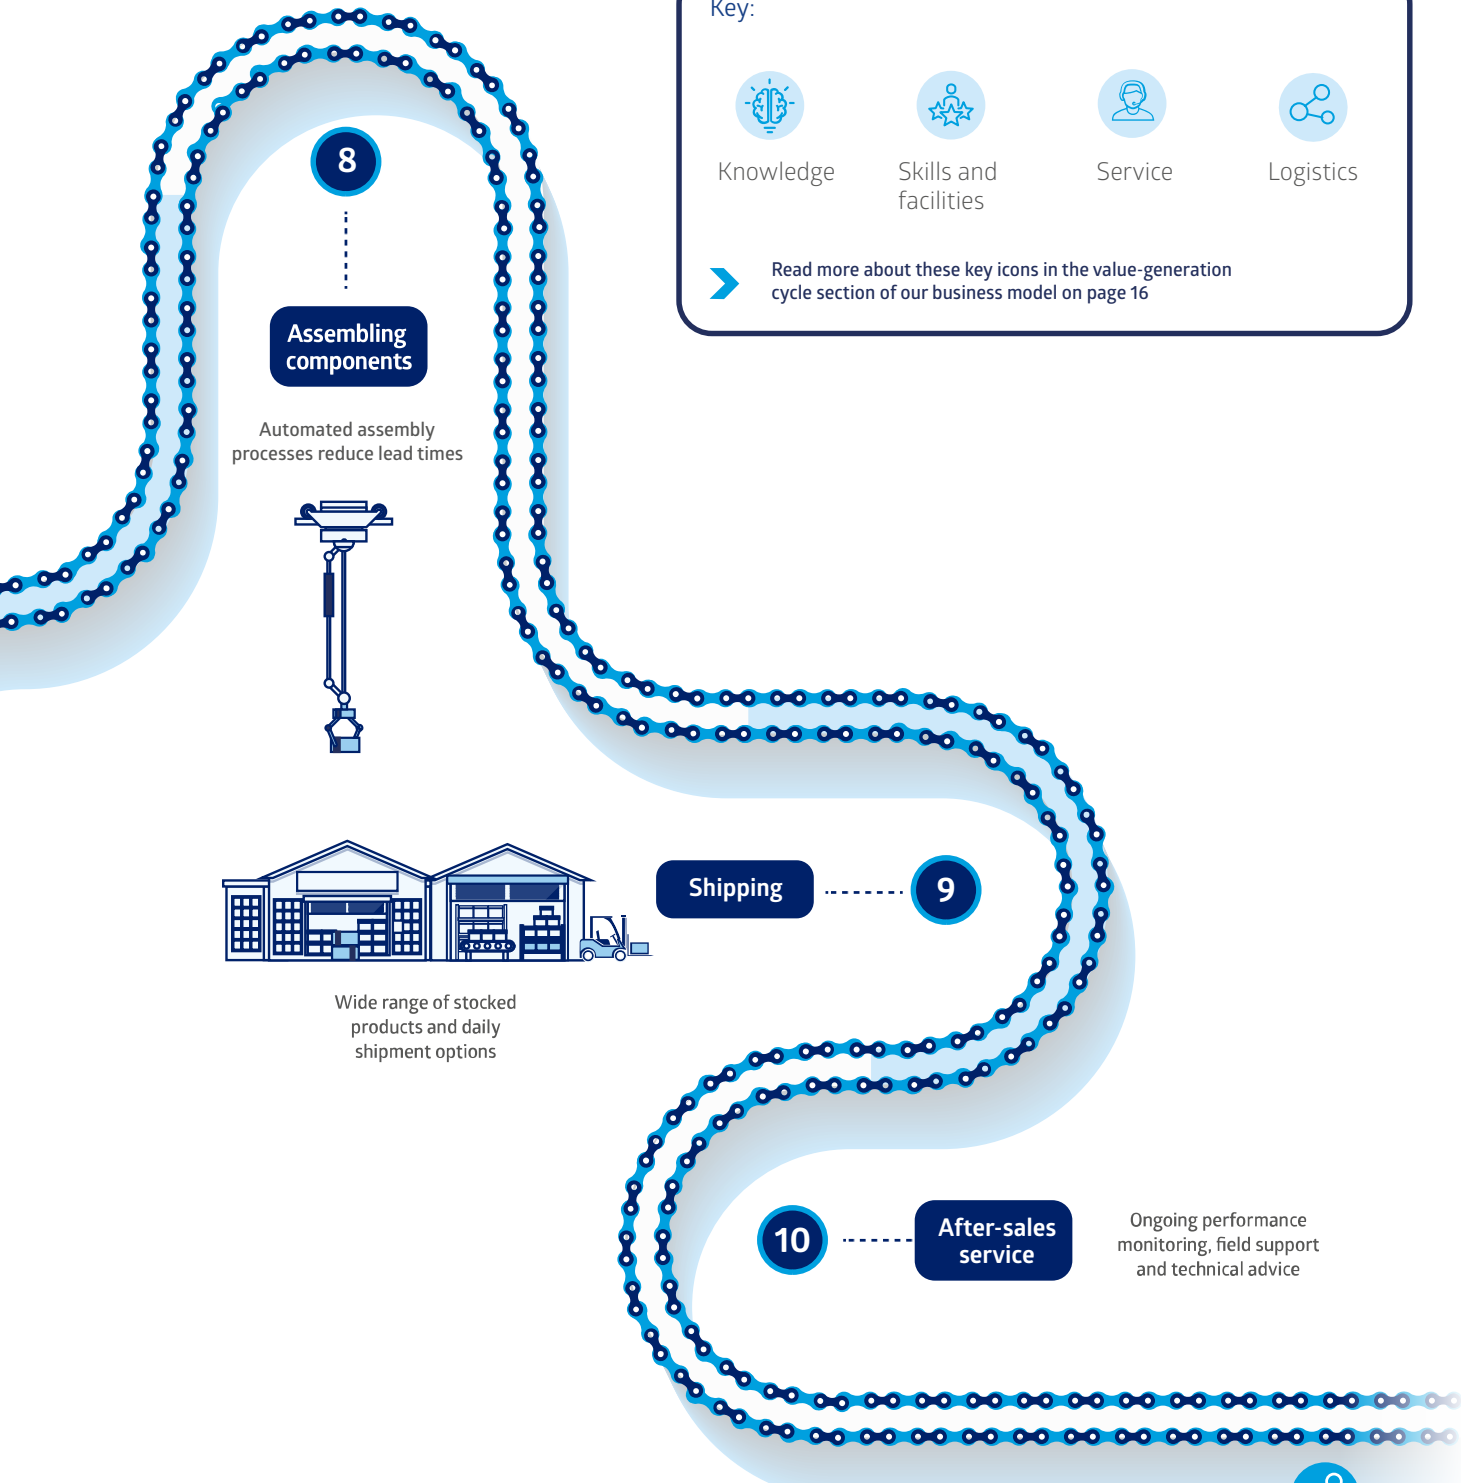 Key:
Knowledge
Skills and
facilities
Service
Logistics
Read more about these key icons in the value-generation
cycle section of our business model on page 16
8
Assembling
components
Automated assembly
processes reduce lead times
Shipping
9
Wide range of stocked
products and daily
shipment options
10
After-sales
service
Ongoing performance
monitoring, field support
and technical advice